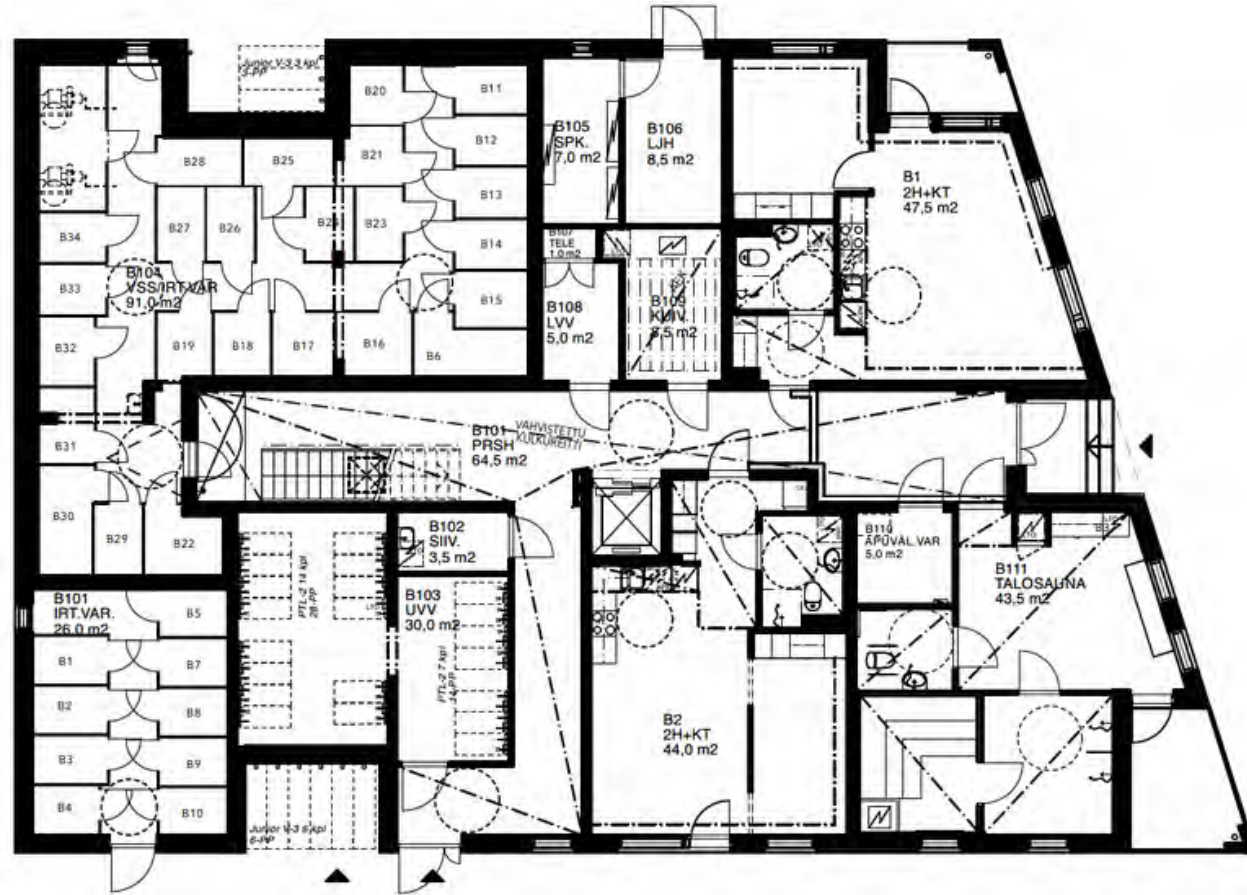 Junior V-3 3 kpl
3-PP
B20
B11
B12
B21
B28
B25
B13
B27
B26
B23
B14
B34
B33
B104
VSS/IRT.VAR
91,0 m2
B15
B32
B19
B18
B17
B16
B6
B105
SPK.
7,0 m2
B106
LJH
8,5 m2
B107
TELE
1,0 m2
B108
LVV
5,0 m2
B109
KUIV.
8,5 m2
B1
2H+KT
47,5 m2
B31
B30
B29
B22
B101
PRSH
64,5 m2
VAHVISTETTU
KULKUREITTI
B102
SIIV.
3,5 m2
B103
UVV
30,0 m2
PTL-2 14 kpl
28-PP
PTL-2 7 kpl
14-PP
B110
APUVÄL.VAR
5,0 m2
B111
TALOSAUNA
43,5 m2
B101
IRT.VAR.
26,0 m2
B5
B1
B7
B2
B8
B3
B9
B4
B10
Junior V-3 6 kpl
6-PP
B2
2H+KT
44,0 m2